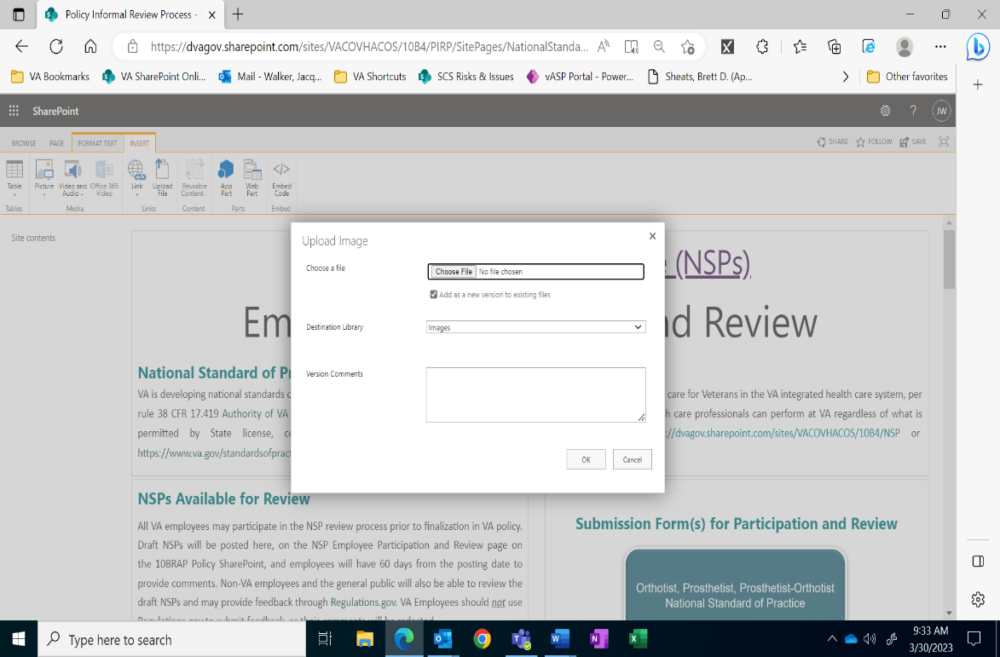 Policy Informal Review Process -
https://dvagov.sharepoint.com/sites/VACOVHACOS/10B4/PIRP/SitePages/NationalStanda...
VA Bookmarks
VA SharePoint Onli...
Mail - Walker, Jacq...
VA Shortcuts
SCS Risks & Issues
vASP Portal - Power...
Sheats, Brett D. (Ap...
Other favorites
SharePoint
JW
BROWSE
PAGE
FORMAT TEXT
INSERT
SHARE
FOLLOW
SAVE
Table
Picture
Video and
Audio
Office 365
Video
Link
Upload
File
Reusable
Content
App
Part
Web
Part
Embed
Code
Tables
Media
Links
Content
Parts
Embed
Site contents
Upload Image
Choose a file
Choose File No file chosen
Add as a new version to existing files
Destination Library
Images
Version Comments
OK
Cancel
(NSPs)
Em
d Review
National Standard of P
VA is developing national standards
care for Veterans in the VA integrated health care system, per
rule 38 CFR 17.419 Authority of VA
h care professionals can perform at VA regardless of what is
permitted by State license, ce
://dvagov.sharepoint.com/sites/VACOVHACOS/10B4/NSP or
https://www.va.gov/standardsofprac
NSPs Available for Review
All VA employees may participate in the NSP review process prior to finalization in VA policy.
Draft NSPs will be posted here, on the NSP Employee Participation and Review page on
the 10BRAP Policy SharePoint, and employees will have 60 days from the posting date to
provide comments. Non-VA employees and the general public will also be able to review the
draft NSPs and may provide feedback through Regulations.gov. VA Employees should not use
Regulations.gov to submit feedback, as their comments will be redacted.
Submission Form(s) for Participation and Review
Orthotist, Prosthetist, Prosthetist-Orthotist
National Standard of Practice
Type here to search
9:33 AM
3/30/2023